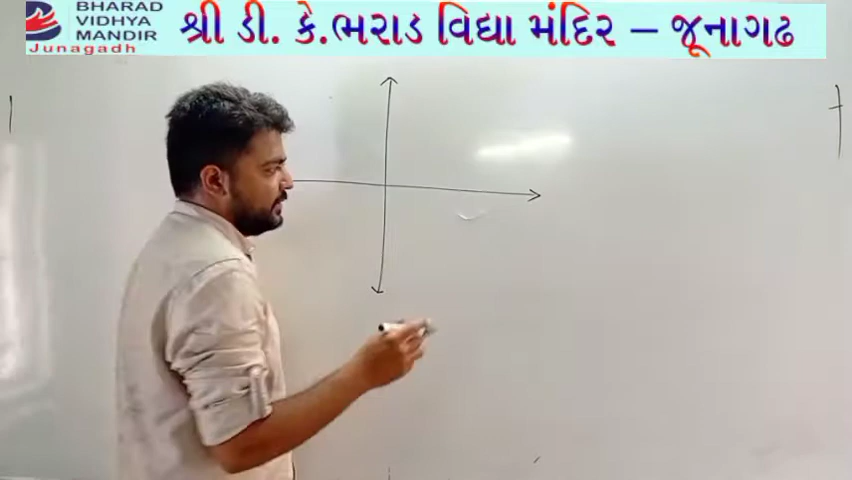 BHARAD
VIDHYA
MANDIR
Junagadh
શ્રી ડી. કે.ભરાડ વિદ્યા મંદિર – જૂનાગઢ